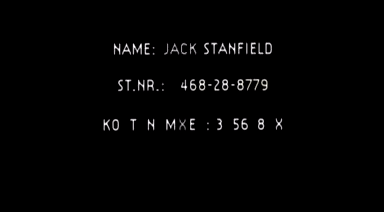 NAME: JACK STANFIELD
ST.NR.: 468-28-8779
KO T N MXE : 3 56 8 X